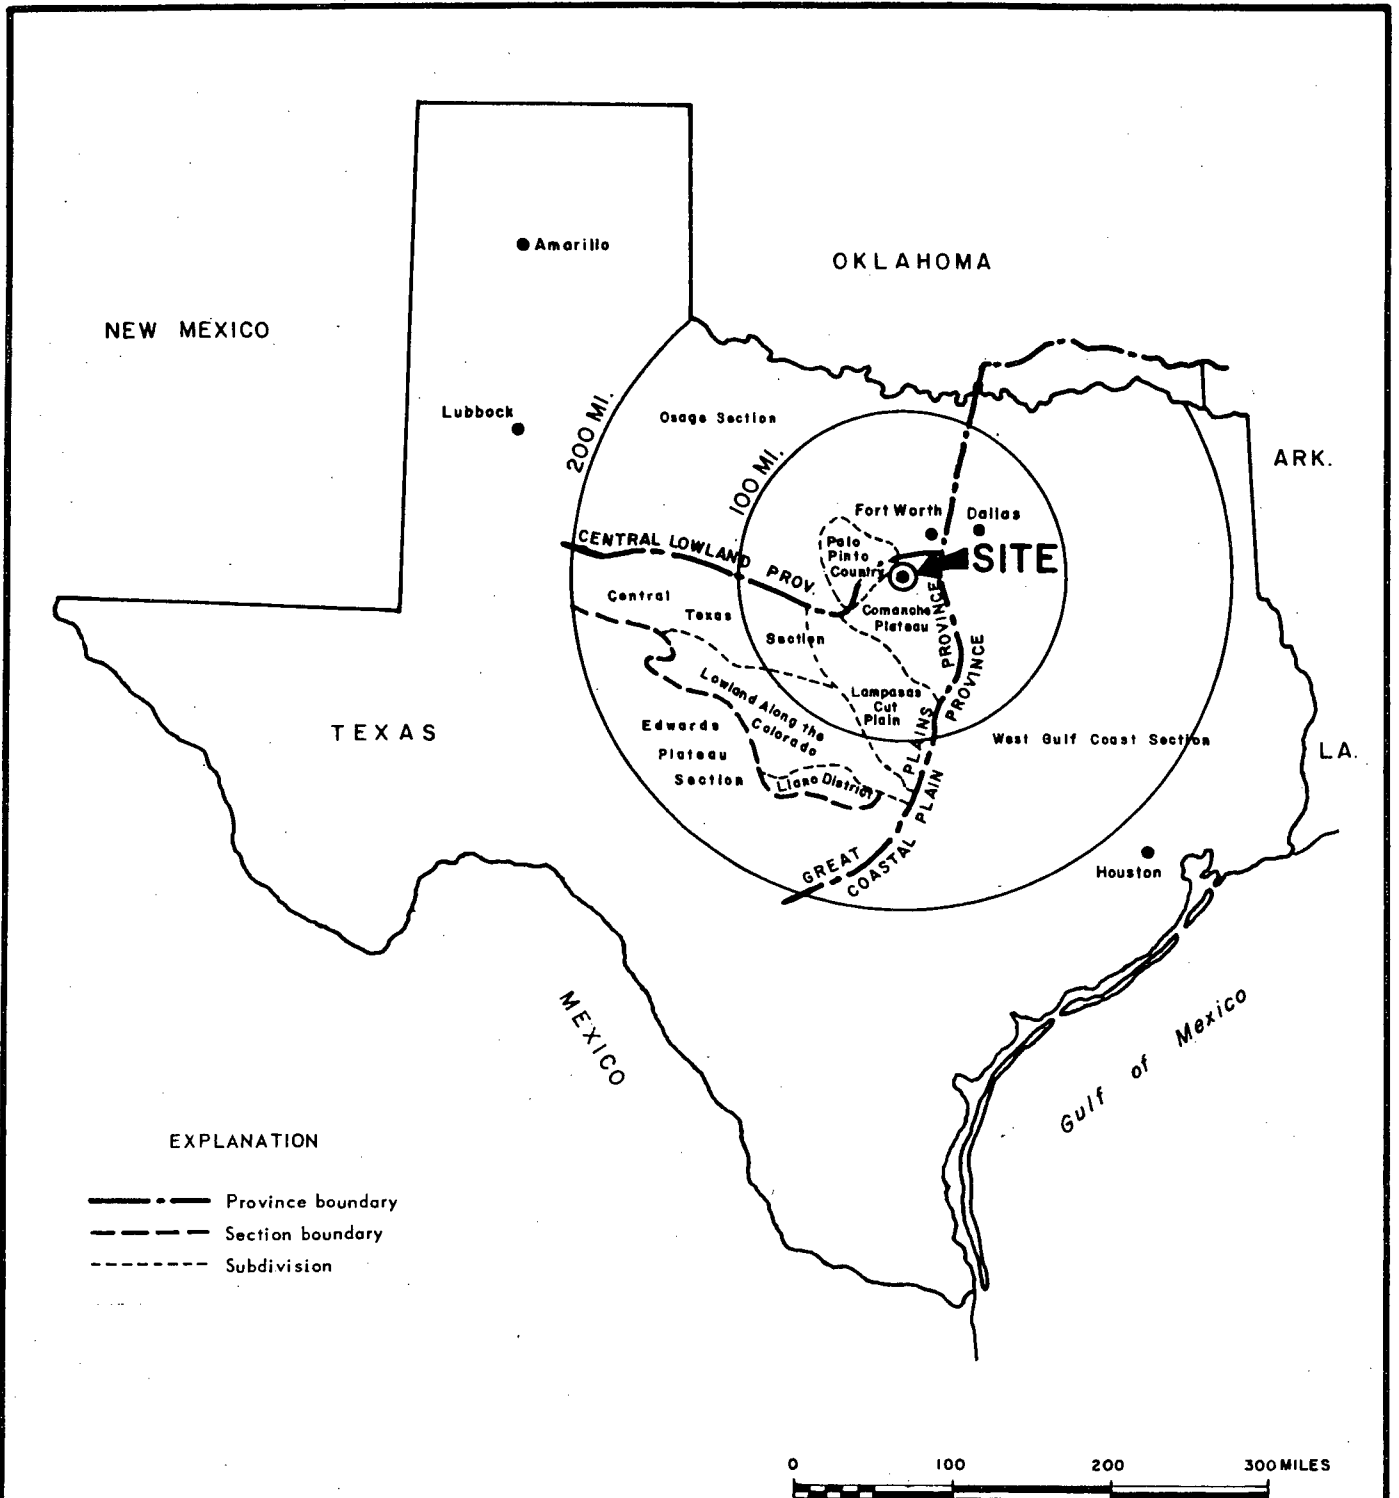 Amarillo
OKLAHOMA
NEW MEXICO
Lubbock
200 MI.
Osage Section
ARK.
100 MI.
Fort Worth
Dallas
CENTRAL LOWLAND PROV.
Palo
Pinto
Country
SITE
Central
Texas
Section
Comanche
Plateau
PROVINCE
PROVINCE
Lowland Along the
Colorado
Lampasas
Cut
Plain
TEXAS
Edwards
Plateau
Section
Llano District
PLAINS
PLAIN
West Gulf Coast Section
LA.
GREAT
COASTAL
Houston
MEXICO
Gulf of Mexico
EXPLANATION
Province boundary
Section boundary
Subdivision
0 100 200 300 MILES